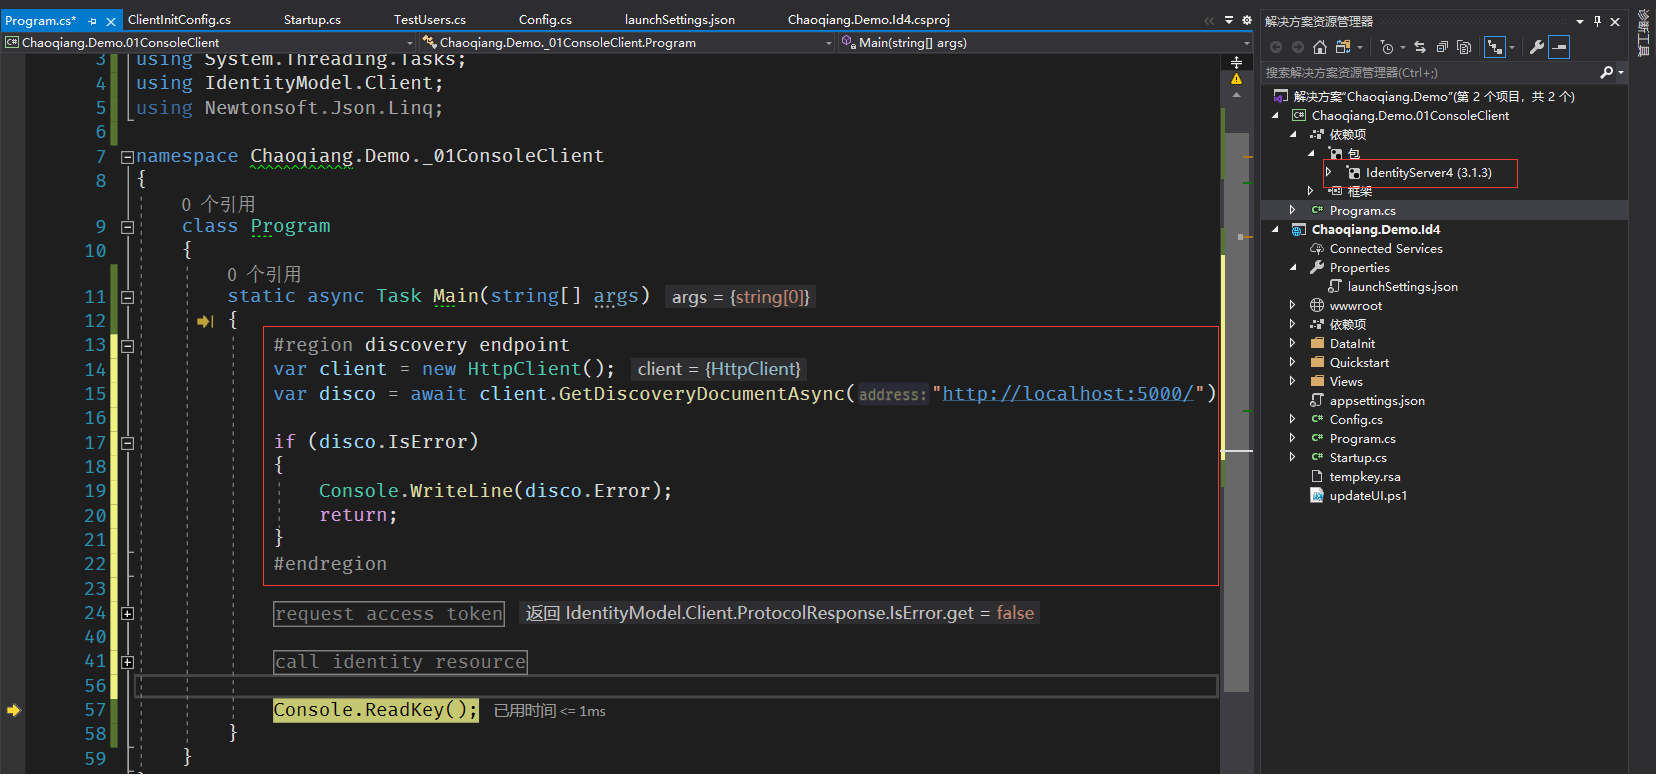 Program.cs*
ClientInitConfig.cs
Startup.cs
TestUsers.cs
Config.cs
launchSettings.json
Chaoqiang.Demo.Id4.csproj
Chaoqiang.Demo.01ConsoleClient
Chaoqiang.Demo._01ConsoleClient.Program
Main(string[] args)
3 using System.Threading.Tasks;
4 using IdentityModel.Client;
5 using Newtonsoft.Json.Linq;
6
7 namespace Chaoqiang.Demo._01ConsoleClient
8 {
0 个引用
9 class Program
10 {
0 个引用
11 static async Task Main(string[] args) args = {string[0]}
12 {
13 #region discovery endpoint
14 var client = new HttpClient(); client = {HttpClient}
15 var disco = await client.GetDiscoveryDocumentAsync(address: "http://localhost:5000/")
16
17 if (disco.IsError)
18 {
19 Console.WriteLine(disco.Error);
20 return;
21 }
22 #endregion
23
24 request access token 返回 IdentityModel.Client.ProtocolResponse.IsError.get = false
40
41 call identity resource
56
57 Console.ReadKey(); 已用时间 <= 1ms
58 }
59 }
解决方案资源管理器
搜索解决方案资源管理器(Ctrl+;)
解决方案"Chaoqiang.Demo"(第 2 个项目，共 2 个)
Chaoqiang.Demo.01ConsoleClient
依赖项
包
IdentityServer4 (3.1.3)
框架
C# Program.cs
Chaoqiang.Demo.Id4
Connected Services
Properties
launchSettings.json
wwwroot
依赖项
DataInit
Quickstart
Views
appsettings.json
C# Config.cs
C# Program.cs
C# Startup.cs
tempkey.rsa
updateUI.ps1
诊断工具